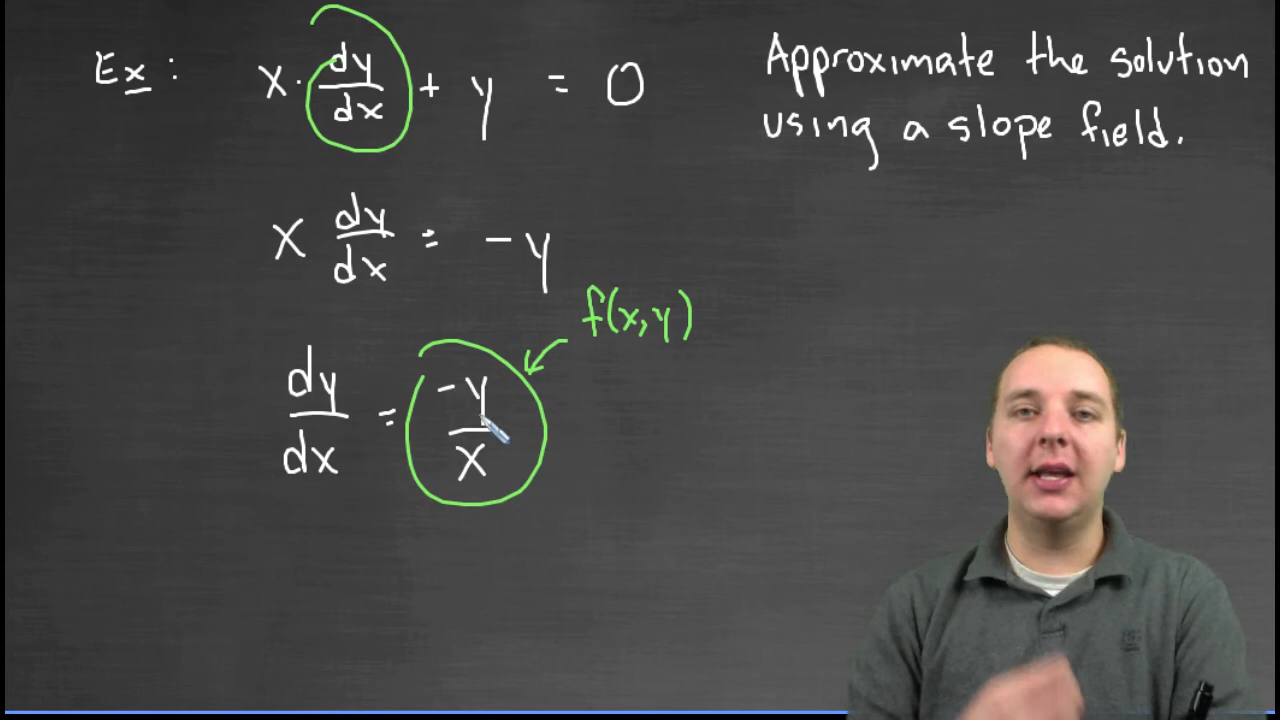 Ex: x · dy/dx + y = 0
Approximate the solution
using a slope field.
x dy/dx = -y
f(x,y)
dy/dx = -y/x